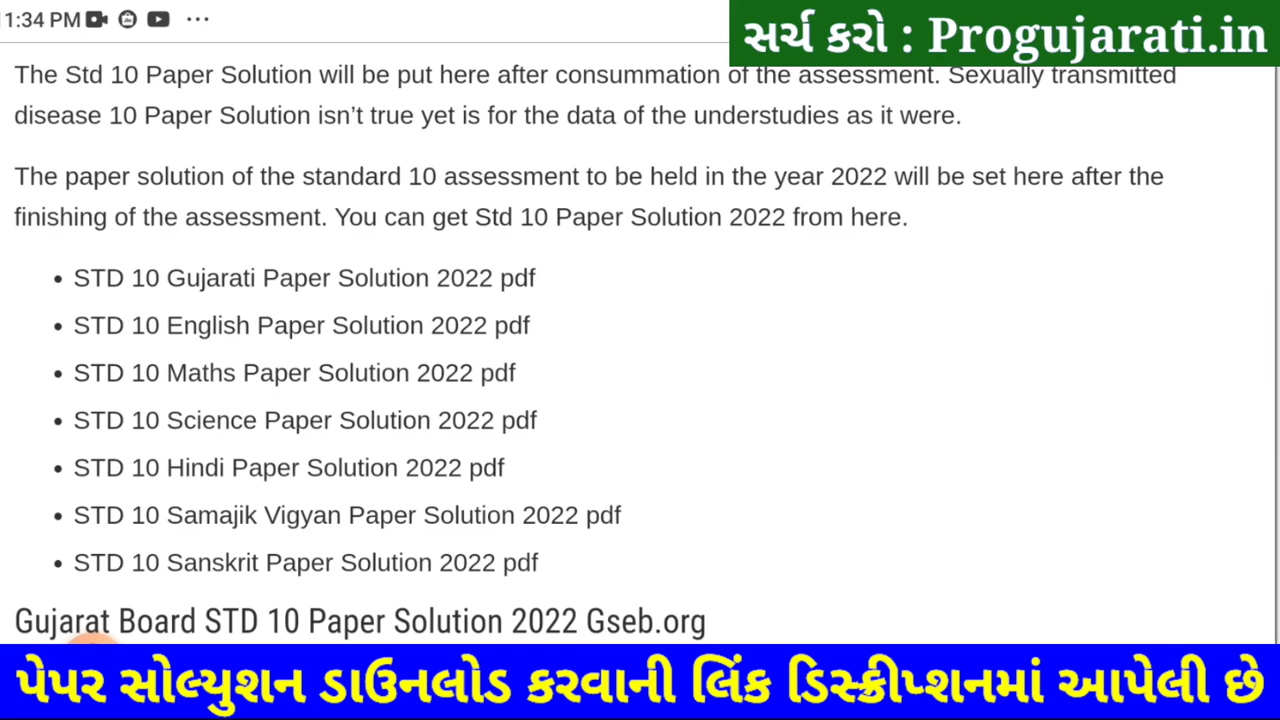 1:34 PM
સર્ચ કરો : Progujarati.in
The Std 10 Paper Solution will be put here after consummation of the assessment. Sexually transmitted
disease 10 Paper Solution isn’t true yet is for the data of the understudies as it were.
The paper solution of the standard 10 assessment to be held in the year 2022 will be set here after the
finishing of the assessment. You can get Std 10 Paper Solution 2022 from here.
• STD 10 Gujarati Paper Solution 2022 pdf
• STD 10 English Paper Solution 2022 pdf
• STD 10 Maths Paper Solution 2022 pdf
• STD 10 Science Paper Solution 2022 pdf
• STD 10 Hindi Paper Solution 2022 pdf
• STD 10 Samajik Vigyan Paper Solution 2022 pdf
• STD 10 Sanskrit Paper Solution 2022 pdf
Gujarat Board STD 10 Paper Solution 2022 Gseb.org
પેપર સોલ્યુશન ડાઉનલોડ કરવાની લિંક ડિસ્ક્રીપ્શનમાં આપેલી છે